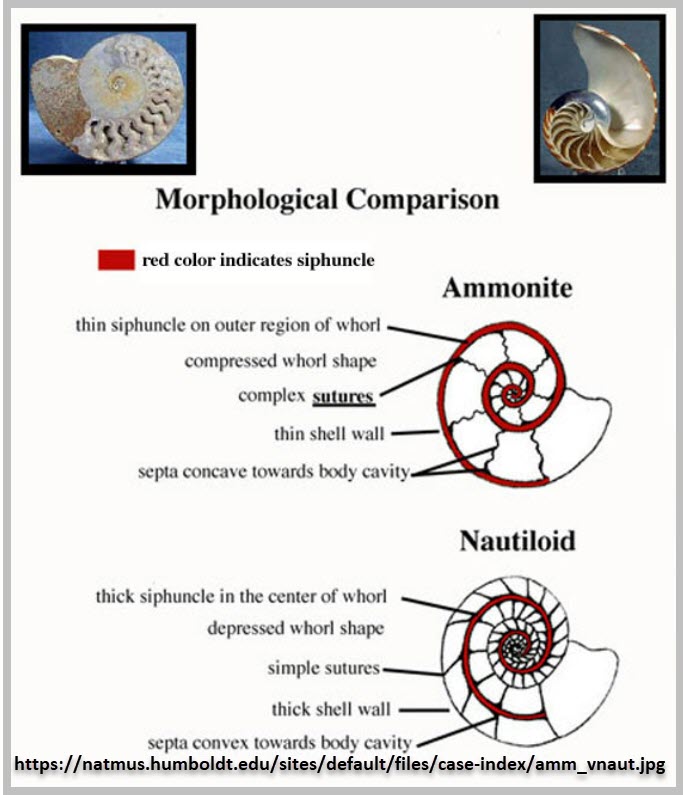 Morphological Comparison
red color indicates siphuncle
Ammonite
thin siphuncle on outer region of whorl
compressed whorl shape
complex sutures
thin shell wall
septa concave towards body cavity
Nautiloid
thick siphuncle in the center of whorl
depressed whorl shape
simple sutures
thick shell wall
septa convex towards body cavity
https://natmus.humboldt.edu/sites/default/files/case-index/amm_vnaut.jpg